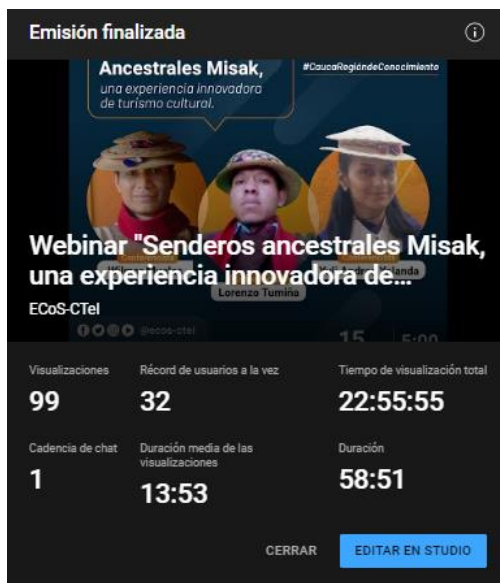 Emisión finalizada
Ancestrales Misak,
una experiencia innovadora
de turismo cultural.
#CaucaRegióndeConocimiento
Webinar "Senderos ancestrales Misak,
una experiencia innovadora de...
Lorenzo Tumiña
ECoS-CTel
@ecos-ctel
15
5:00
Visualizaciones
99
Récord de usuarios a la vez
32
Tiempo de visualización total
22:55:55
Cadencia de chat
1
Duración media de las
visualizaciones
13:53
Duración
58:51
CERRAR
EDITAR EN STUDIO